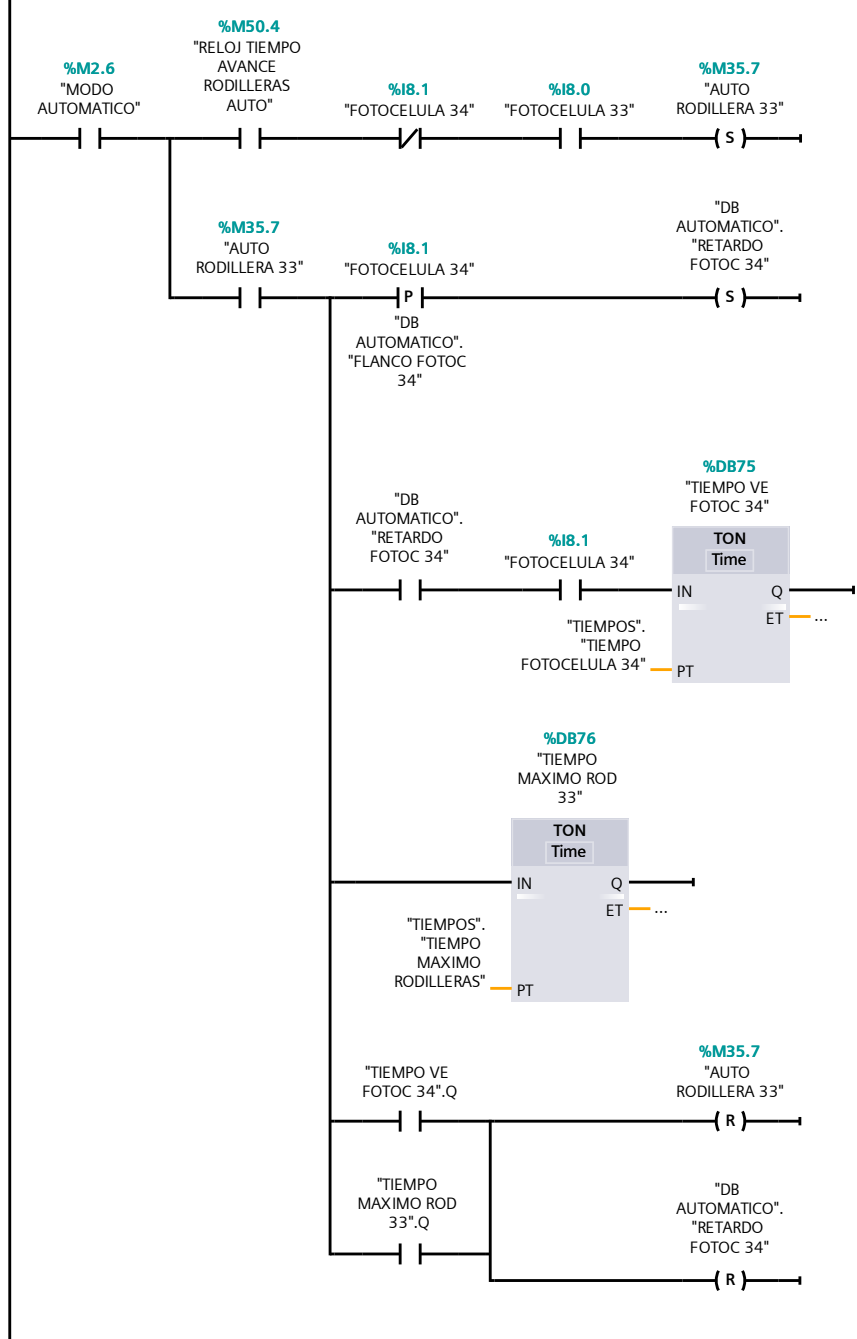 %M2.6
"MODO
AUTOMATICO"
%M50.4
"RELOJ TIEMPO
AVANCE
RODILLERAS
AUTO"
%I8.1
"FOTOCELULA 34"
%I8.0
"FOTOCELULA 33"
%M35.7
"AUTO
RODILLERA 33"
S
%M35.7
"AUTO
RODILLERA 33"
%I8.1
"FOTOCELULA 34"
P
"DB
AUTOMATICO".
"FLANCO FOTOC
34"
"DB
AUTOMATICO".
"RETARDO
FOTOC 34"
S
"DB
AUTOMATICO".
"RETARDO
FOTOC 34"
%I8.1
"FOTOCELULA 34"
%DB75
"TIEMPO VE
FOTOC 34"
TON
Time
IN Q
ET ...
"TIEMPOS".
"TIEMPO
FOTOCELULA 34" PT
%DB76
"TIEMPO
MAXIMO ROD
33"
TON
Time
IN Q
ET ...
"TIEMPOS".
"TIEMPO
MAXIMO
RODILLERAS" PT
"TIEMPO VE
FOTOC 34".Q
%M35.7
"AUTO
RODILLERA 33"
R
"TIEMPO
MAXIMO ROD
33".Q
"DB
AUTOMATICO".
"RETARDO
FOTOC 34"
R